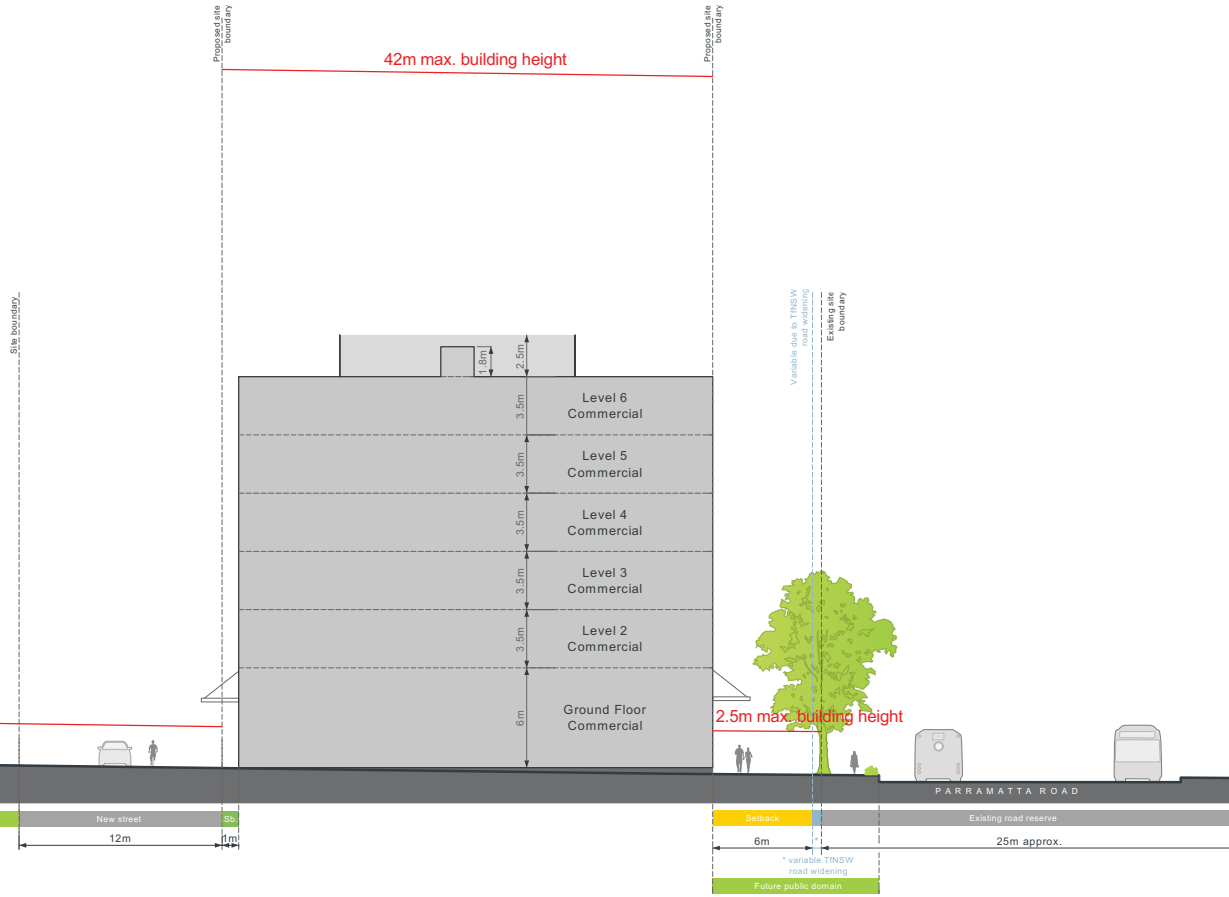 Proposed site
boundary
Proposed site
boundary
42m max. building height
Site boundary
Variable due to TfNSW
road widening
Existing site
boundary
1.8m
2.5m
3.5m
Level 6
Commercial
3.5m
Level 5
Commercial
3.5m
Level 4
Commercial
3.5m
Level 3
Commercial
3.5m
Level 2
Commercial
6m
Ground Floor
Commercial
2.5m max. building height
PARRAMATTA ROAD
New street
Sb.
Setback
Existing road reserve
12m
1m
6m
*
25m approx.
* variable TfNSW
road widening
Future public domain